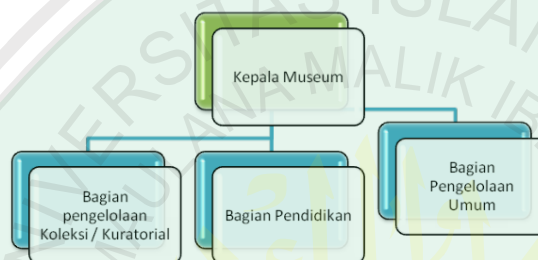 Kepala Museum
Bagian
pengelolaan
Koleksi / Kuratorial
Bagian Pendidikan
Bagian
Pengelolaan
Umum